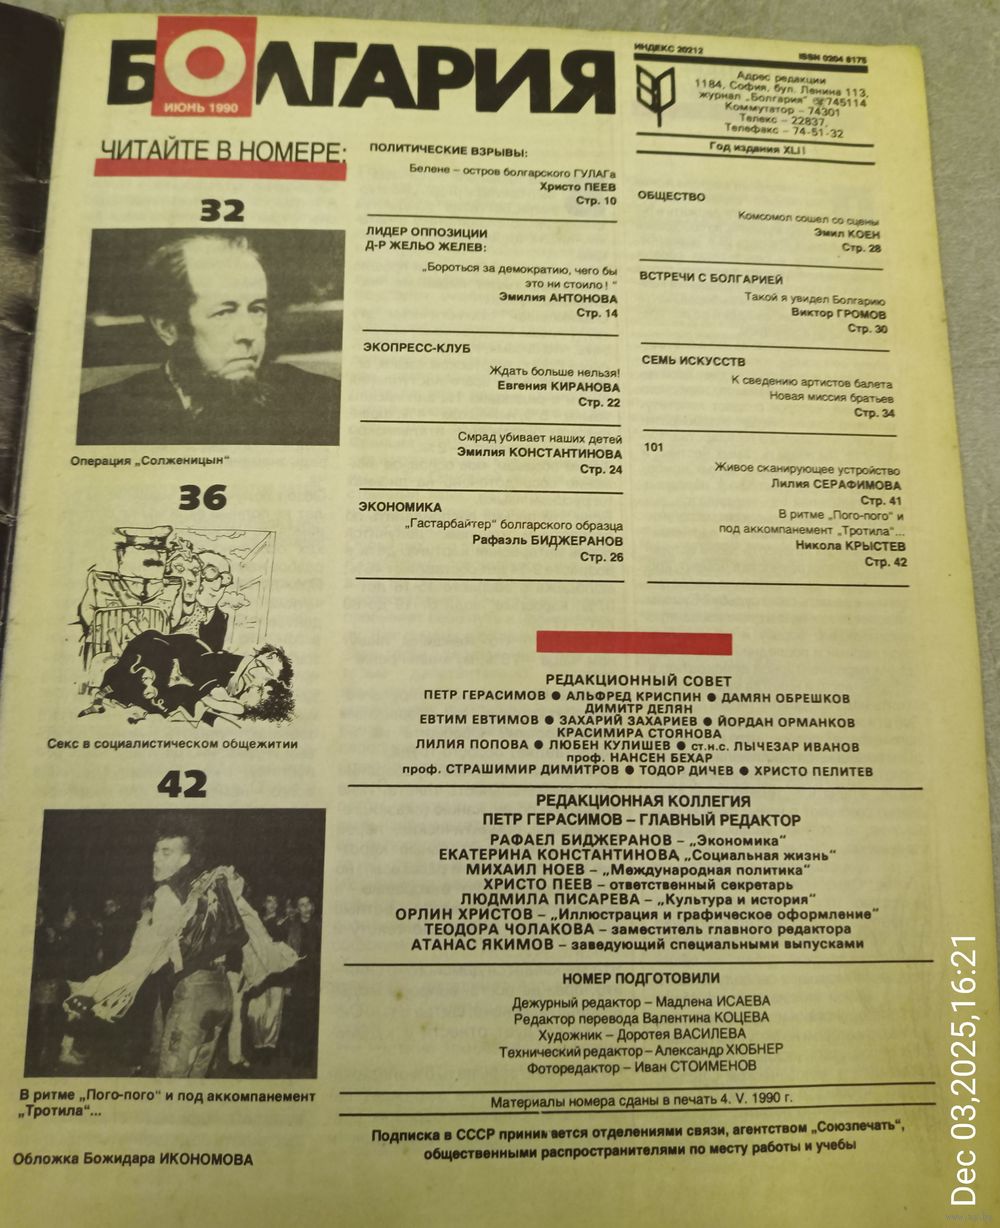 БОЛГАРИЯ
ИЮНЬ 1990
ИНДЕКС 20212
ISSN 0204 8175
Адрес редакции
1184, София, бул. Ленина 113,
журнал „Болгария" ☎745114
Коммутатор – 74301
Телекс – 22837,
Телефакс – 74-51-32
Год издания XLII
ЧИТАЙТЕ В НОМЕРЕ:
32
Операция „Солженицын"
36
Секс в социалистическом общежитии
42
В ритме „Пого-пого" и под аккомпанемент
„Тротила"...
Обложка Божидара ИКОНОМОВА
ПОЛИТИЧЕСКИЕ ВЗРЫВЫ:
Белене – остров болгарского ГУЛАГа
Христо ПЕЕВ
Стр. 10
ЛИДЕР ОППОЗИЦИИ
Д-Р ЖЕЛЬО ЖЕЛЕВ:
„Бороться за демократию, чего бы
это ни стоило! "
Эмилия АНТОНОВА
Стр. 14
ЭКОПРЕСС-КЛУБ
Ждать больше нельзя!
Евгения КИРАНОВА
Стр. 22
Смрад убивает наших детей
Эмилия КОНСТАНТИНОВА
Стр. 24
ЭКОНОМИКА
„Гастарбайтер" болгарского образца
Рафаэль БИДЖЕРАНОВ
Стр. 26
ОБЩЕСТВО
Комсомол сошел со сцены
Эмил КОЕН
Стр. 28
ВСТРЕЧИ С БОЛГАРИЕЙ
Такой я увидел Болгарию
Виктор ГРОМОВ
Стр. 30
СЕМЬ ИСКУССТВ
К сведению артистов балета
Новая миссия братьев
Стр. 34
101
Живое сканирующее устройство
Лилия СЕРАФИМОВА
Стр. 41
В ритме „Пого-пого" и
под аккомпанемент „Тротила"...
Никола КРЫСТЕВ
Стр. 42
РЕДАКЦИОННЫЙ СОВЕТ
ПЕТР ГЕРАСИМОВ ● АЛЬФРЕД КРИСПИН ● ДАМЯН ОБРЕШКОВ
ДИМИТР ДЕЛЯН
ЕВТИМ ЕВТИМОВ ● ЗАХАРИЙ ЗАХАРИЕВ ● ЙОРДАН ОРМАНКОВ
КРАСИМИРА СТОЯНОВА
ЛИЛИЯ ПОПОВА ● ЛЮБЕН КУЛИШЕВ ● ст.н.с. ЛЫЧЕЗАР ИВАНОВ
проф. НАНСЕН БЕХАР
проф. СТРАШИМИР ДИМИТРОВ ● ТОДОР ДИЧЕВ ● ХРИСТО ПЕЛИТЕВ
РЕДАКЦИОННАЯ КОЛЛЕГИЯ
ПЕТР ГЕРАСИМОВ – ГЛАВНЫЙ РЕДАКТОР
РАФАЕЛ БИДЖЕРАНОВ – „Экономика"
ЕКАТЕРИНА КОНСТАНТИНОВА „Социальная жизнь"
МИХАИЛ НОЕВ – „Международная политика"
ХРИСТО ПЕЕВ – ответственный секретарь
ЛЮДМИЛА ПИСАРЕВА – „Культура и история"
ОРЛИН ХРИСТОВ – „Иллюстрация и графическое оформление"
ТЕОДОРА ЧОЛАКОВА – заместитель главного редактора
АТАНАС ЯКИМОВ – заведующий специальными выпусками
НОМЕР ПОДГОТОВИЛИ
Дежурный редактор – Мадлена ИСАЕВА
Редактор перевода Валентина КОЦЕВА
Художник – Доротея ВАСИЛЕВА
Технический редактор – Александр ХЮБНЕР
Фоторедактор – Иван СТОИМЕНОВ
Материалы номера сданы в печать 4. V. 1990 г.
Подписка в СССР принимается отделениями связи, агентством „Союзпечать",
общественными распространителями по месту работы и учебы
Dec 03,2025,16:21